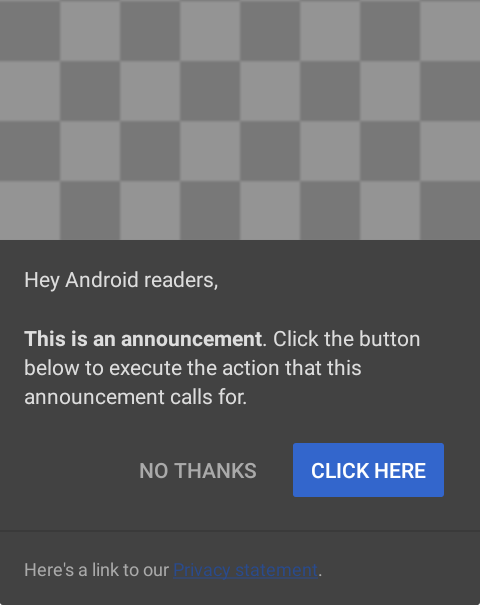 Hey Android readers,
This is an announcement. Click the button
below to execute the action that this
announcement calls for.
NO THANKS
CLICK HERE
Here's a link to our Privacy statement.